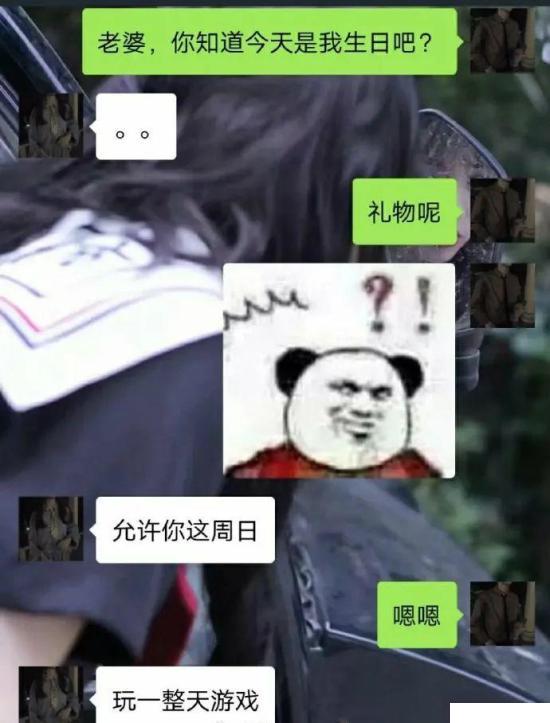 老婆，你知道今天是我生日吧？
。。
礼物呢
？！
允许你这周日
嗯嗯
玩一整天游戏